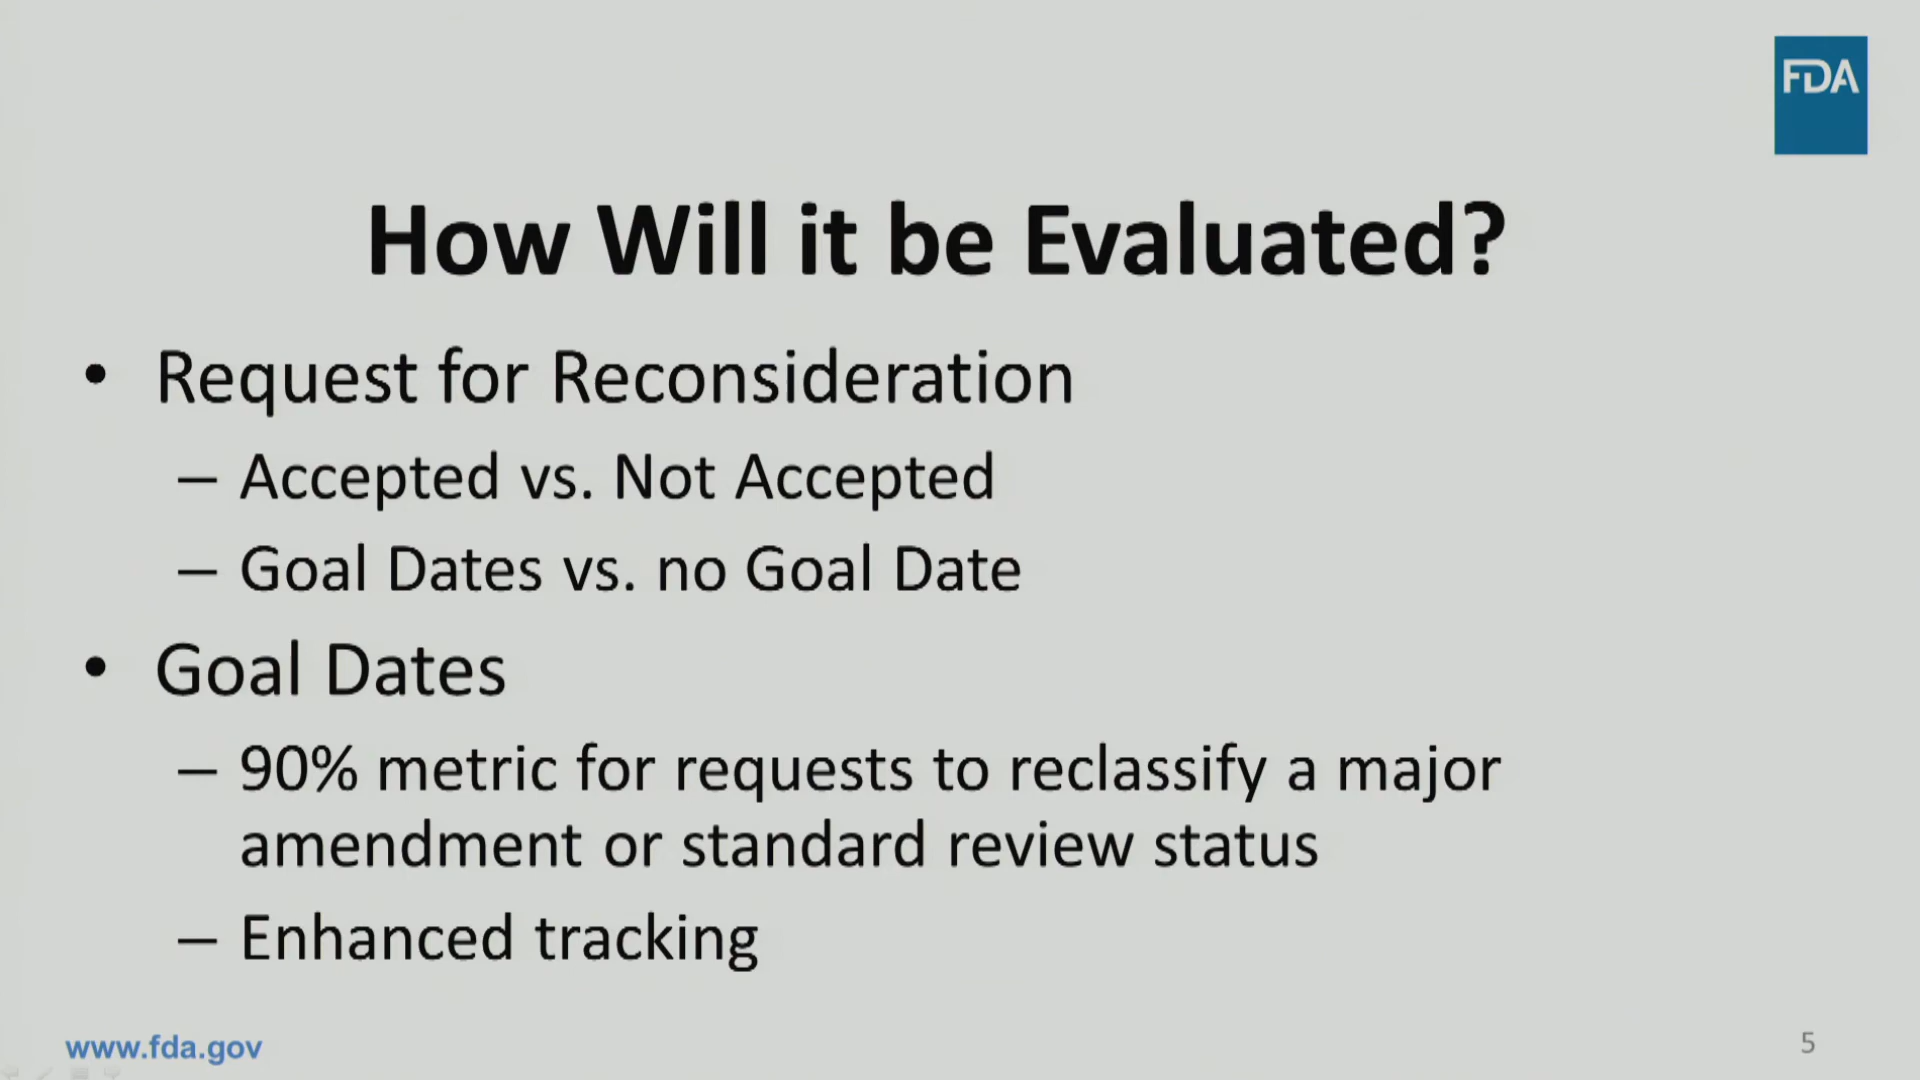 FDA
How Will it be Evaluated?
• Request for Reconsideration
– Accepted vs. Not Accepted
– Goal Dates vs. no Goal Date
• Goal Dates
– 90% metric for requests to reclassify a major
amendment or standard review status
– Enhanced tracking
www.fda.gov
5